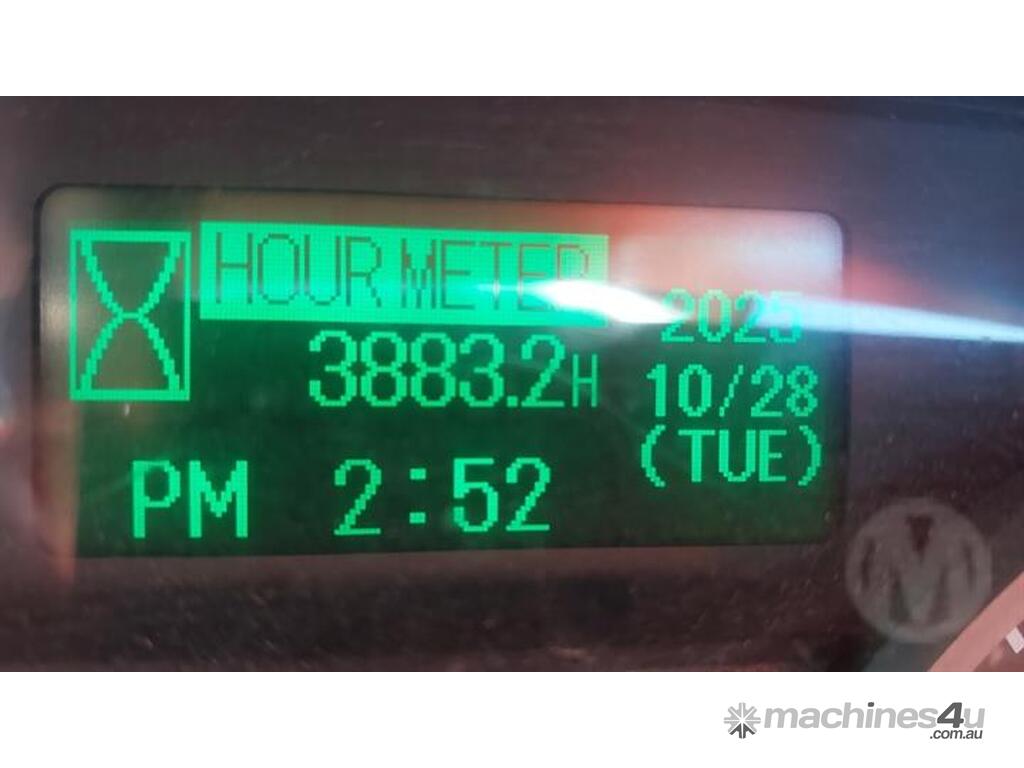 HOUR METER
2025
3883.2H
10/28
(TUE)
PM 2:52
M
machines4u
.com.au